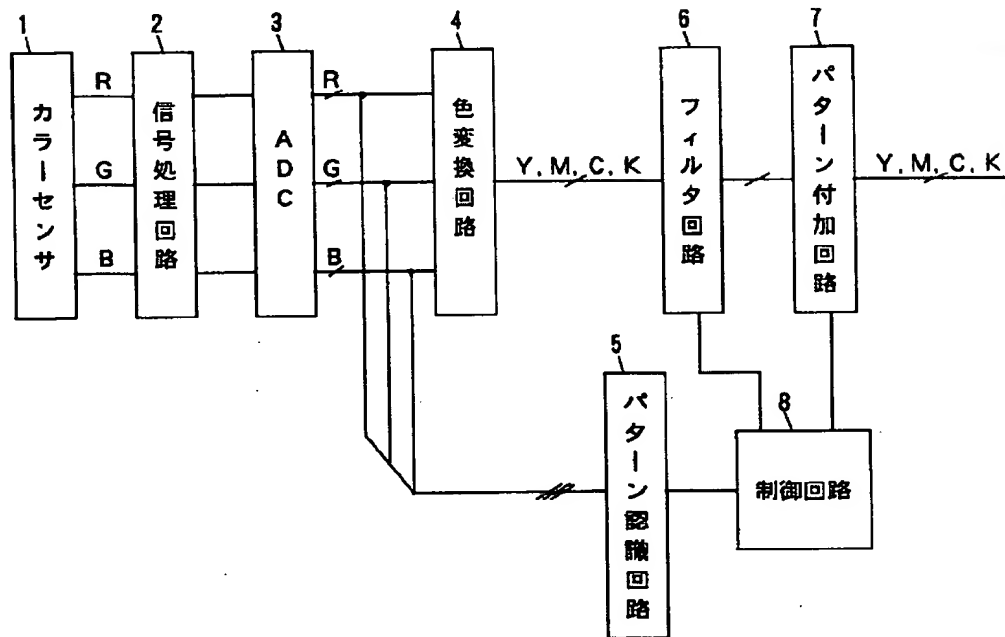 1
カラーセンサ
R
G
B
2
信号処理回路
3
ADC
R
G
B
4
色変換回路
Y, M, C, K
6
フィルタ回路
7
パターン付加回路
Y, M, C, K
5
パターン認識回路
8
制御回路